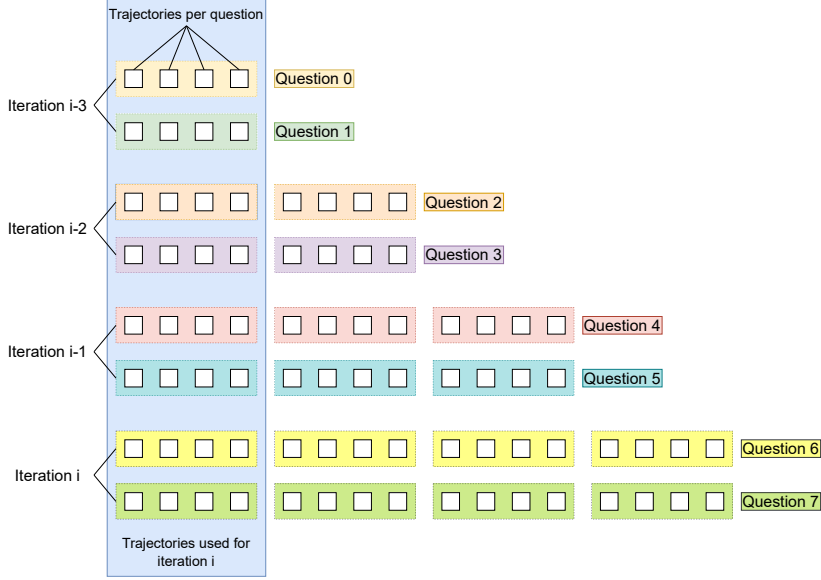 Trajectories per question
Question 0
Iteration i-3
Question 1
Question 2
Iteration i-2
Question 3
Question 4
Iteration i-1
Question 5
Question 6
Iteration i
Question 7
Trajectories used for
iteration i